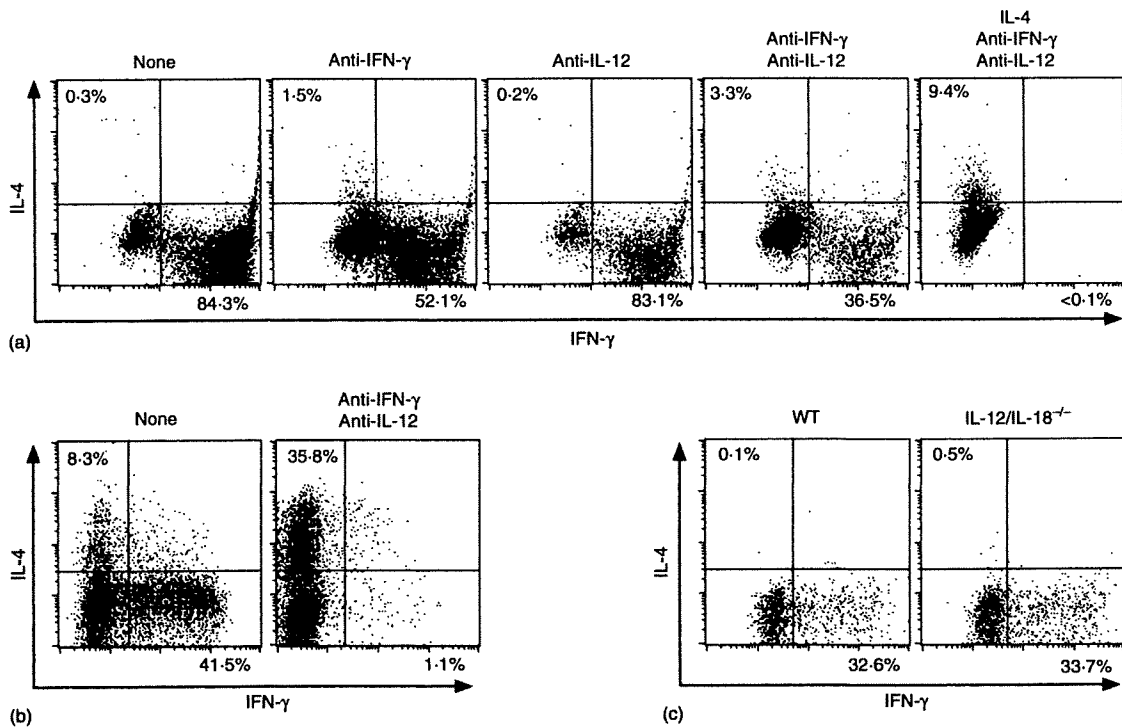 IL-4
Anti-IFN-γ
Anti-IL-12
Anti-IFN-γ
Anti-IL-12
None
Anti-IFN-γ
Anti-IL-12
0·3%
1·5%
0·2%
3·3%
9·4%
IL-4
84·3%
52·1%
83·1%
36·5%
<0·1%
IFN-γ
(a)
None
Anti-IFN-γ
Anti-IL-12
8·3%
35·8%
IL-4
41·5%
1·1%
IFN-γ
(b)
WT
IL-12/IL-18⁻/⁻
0·1%
0·5%
IL-4
32·6%
33·7%
IFN-γ
(c)